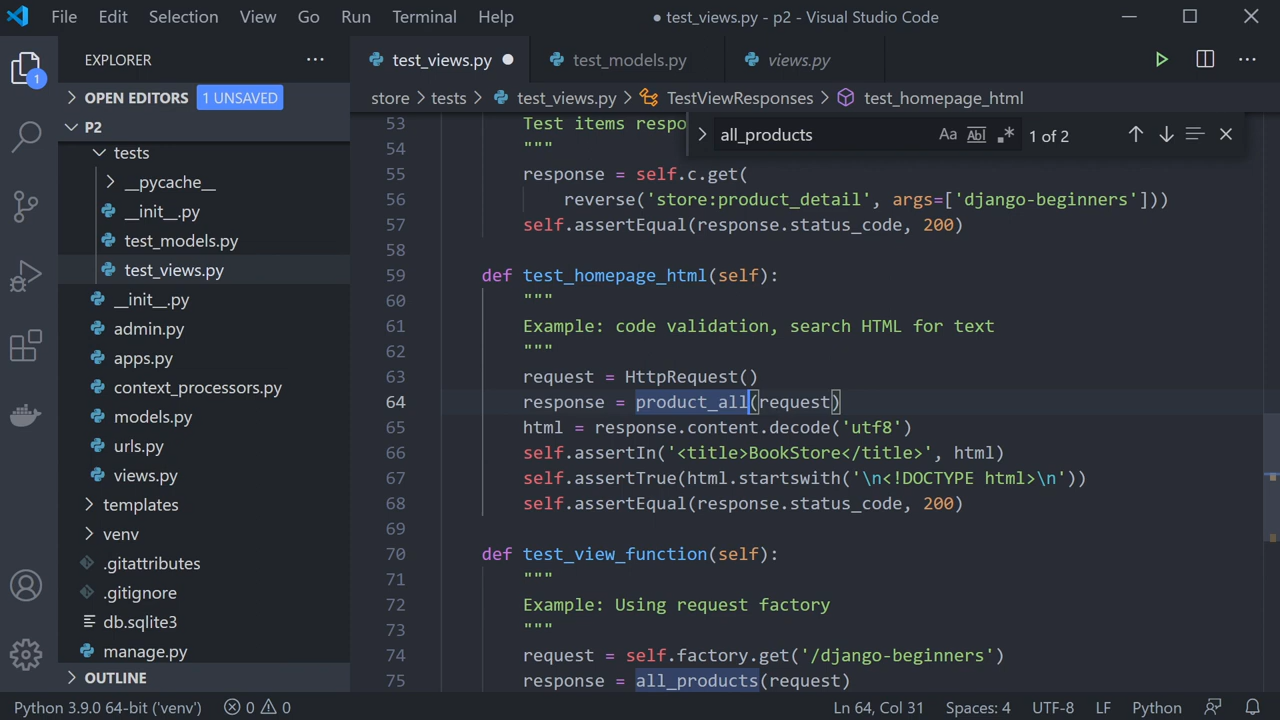 File Edit Selection View Go Run Terminal Help
● test_views.py - p2 - Visual Studio Code
EXPLORER
1
OPEN EDITORS 1 UNSAVED
P2
tests
__pycache__
__init__.py
test_models.py
test_views.py
__init__.py
admin.py
apps.py
context_processors.py
models.py
urls.py
views.py
templates
venv
.gitattributes
.gitignore
db.sqlite3
manage.py
OUTLINE
test_views.py test_models.py views.py
store > tests > test_views.py > TestViewResponses > test_homepage_html
all_products Aa Abl .* 1 of 2
53 Test items respo
54 """
55 response = self.c.get(
56 reverse('store:product_detail', args=['django-beginners']))
57 self.assertEqual(response.status_code, 200)
58
59 def test_homepage_html(self):
60 """
61 Example: code validation, search HTML for text
62 """
63 request = HttpRequest()
64 response = product_all(request)
65 html = response.content.decode('utf8')
66 self.assertIn('<title>BookStore</title>', html)
67 self.assertTrue(html.startswith('\n<!DOCTYPE html>\n'))
68 self.assertEqual(response.status_code, 200)
69
70 def test_view_function(self):
71 """
72 Example: Using request factory
73 """
74 request = self.factory.get('/django-beginners')
75 response = all_products(request)
Python 3.9.0 64-bit ('venv') 0 0 Ln 64, Col 31 Spaces: 4 UTF-8 LF Python